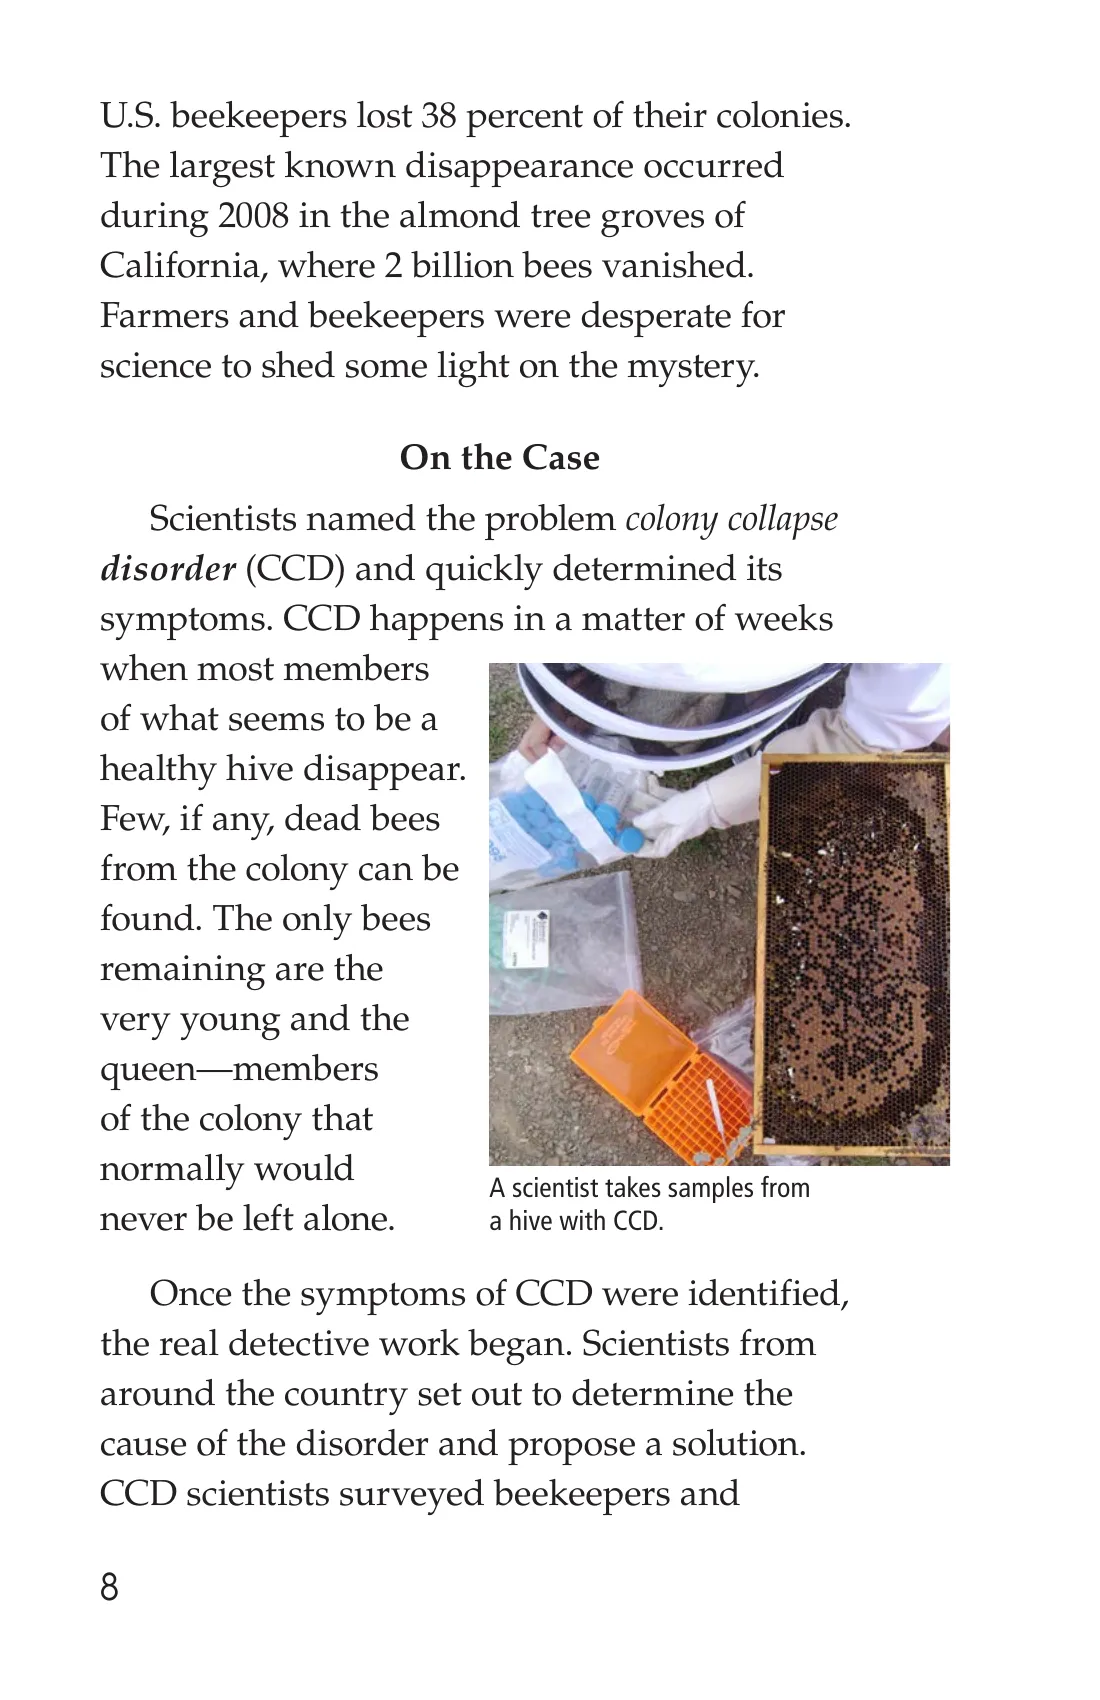 U.S. beekeepers lost 38 percent of their colonies.
The largest known disappearance occurred
during 2008 in the almond tree groves of
California, where 2 billion bees vanished.
Farmers and beekeepers were desperate for
science to shed some light on the mystery.
On the Case
Scientists named the problem colony collapse
disorder (CCD) and quickly determined its
symptoms. CCD happens in a matter of weeks
when most members
of what seems to be a
healthy hive disappear.
Few, if any, dead bees
from the colony can be
found. The only bees
remaining are the
very young and the
queen—members
of the colony that
normally would
never be left alone.
A scientist takes samples from
a hive with CCD.
Once the symptoms of CCD were identified,
the real detective work began. Scientists from
around the country set out to determine the
cause of the disorder and propose a solution.
CCD scientists surveyed beekeepers and
8